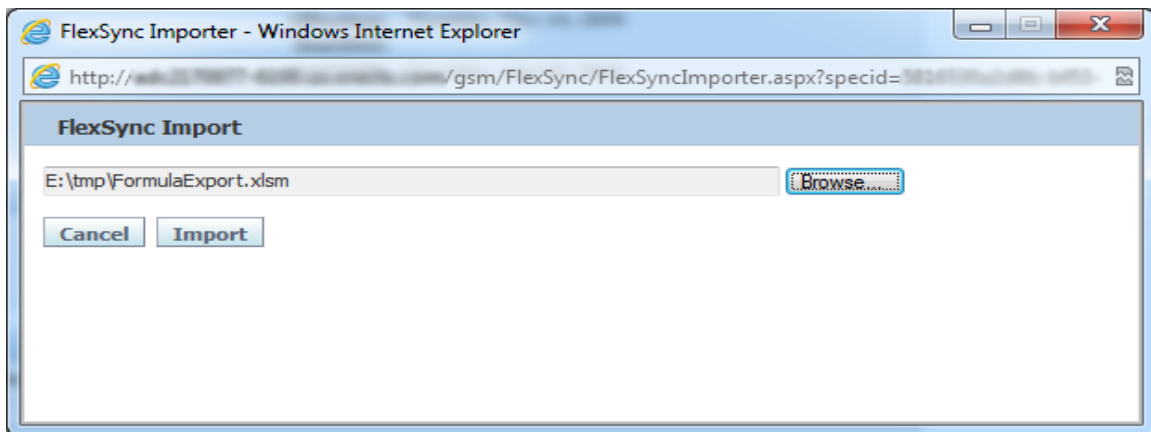 FlexSync Importer - Windows Internet Explorer
http:// /gsm/FlexSync/FlexSyncImporter.aspx?specid=
FlexSync Import
E:\tmp\FormulaExport.xlsm Browse...
Cancel Import